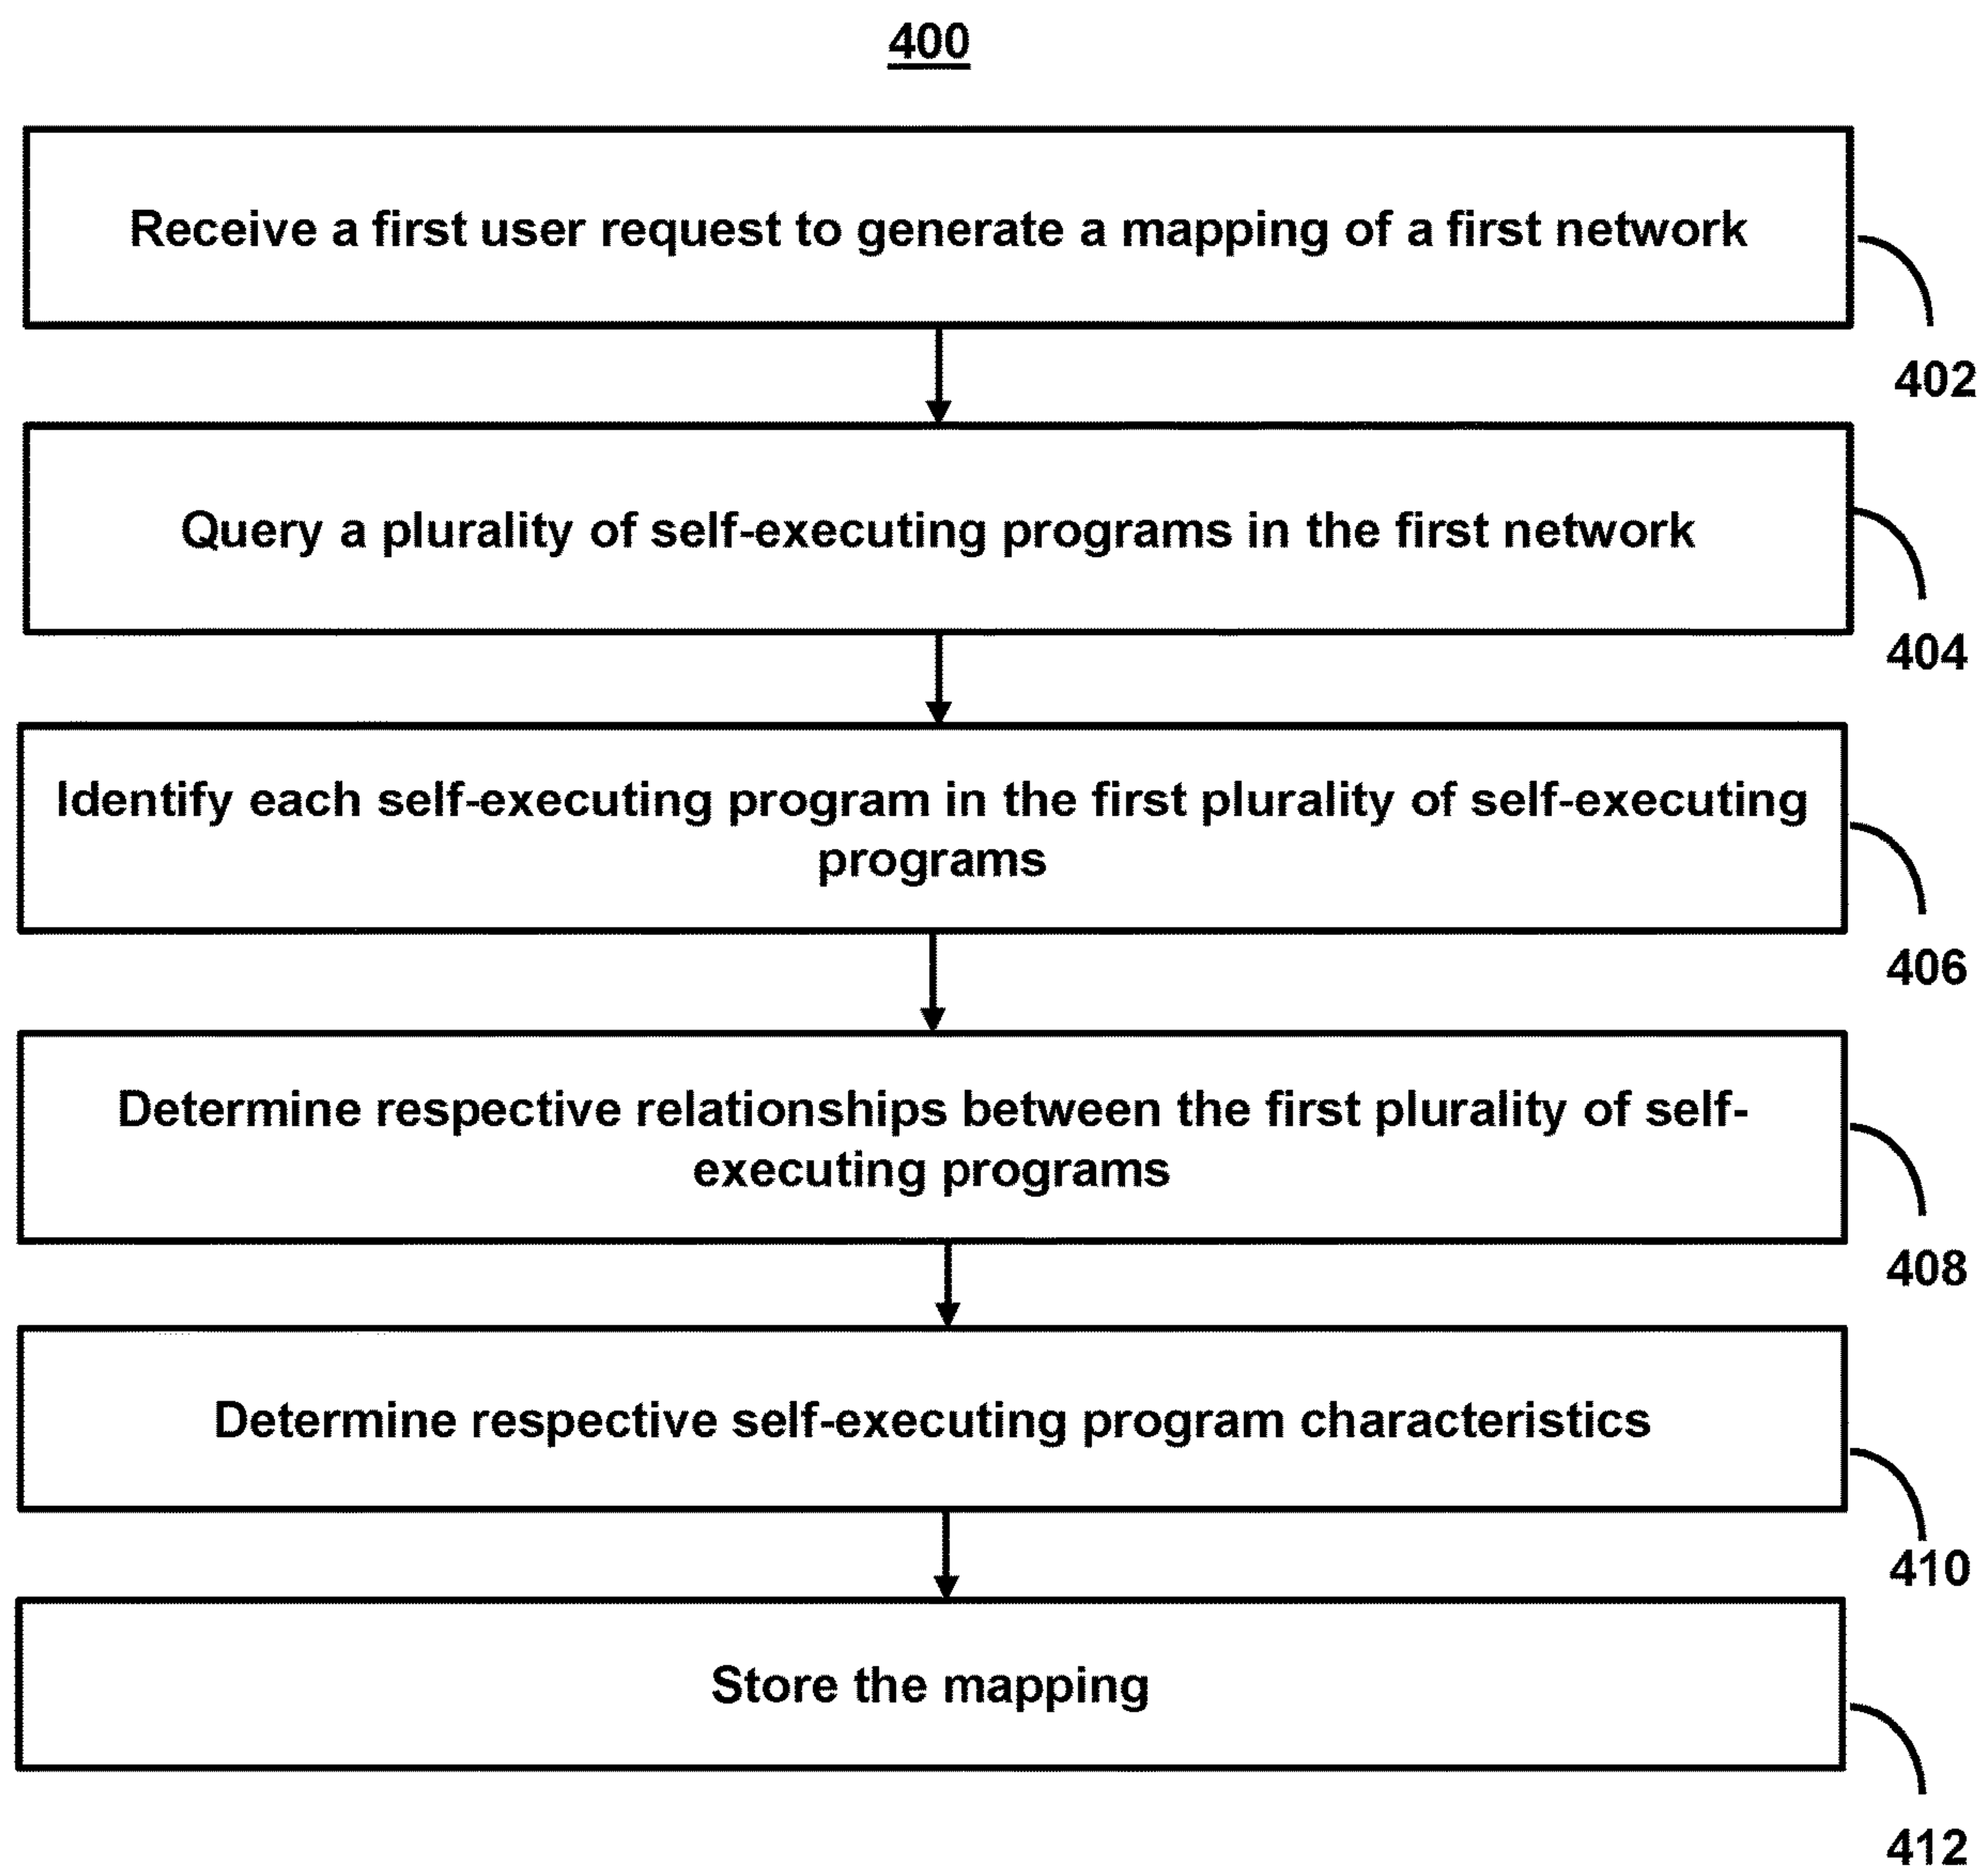 400
Receive a first user request to generate a mapping of a first network
402
Query a plurality of self-executing programs in the first network
404
Identify each self-executing program in the first plurality of self-executing
programs
406
Determine respective relationships between the first plurality of self-
executing programs
408
Determine respective self-executing program characteristics
410
Store the mapping
412